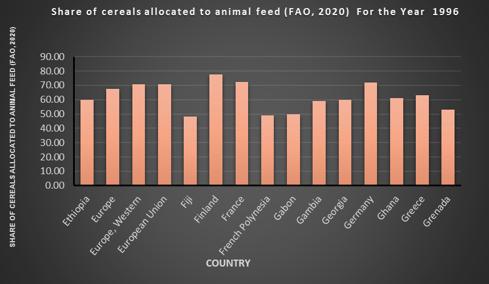 Share of cereals allocated to animal feed (FAO, 2020) For the Year 1996
SHARE OF CEREALS ALLOCATED TO ANIMAL FEED (FAO,2020)
90.00
80.00
70.00
60.00
50.00
40.00
30.00
20.00
10.00
0.00
Ethiopia
Europe
Europe, Western
European Union
Fiji
Finland
France
French Polynesia
Gabon
Gambia
Georgia
Germany
Ghana
Greece
Grenada
COUNTRY